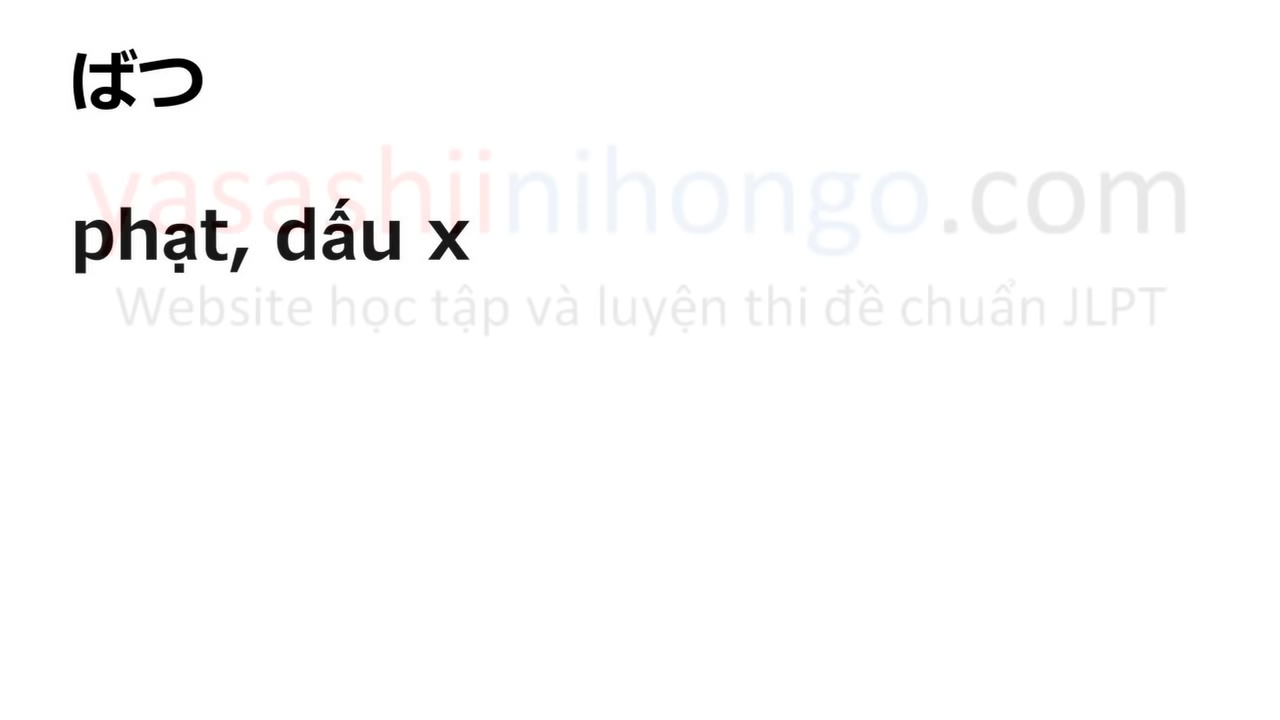 ばつ
yasashiinihongo.com
phạt, dấu x
Website học tập và luyện thi đề chuẩn JLPT